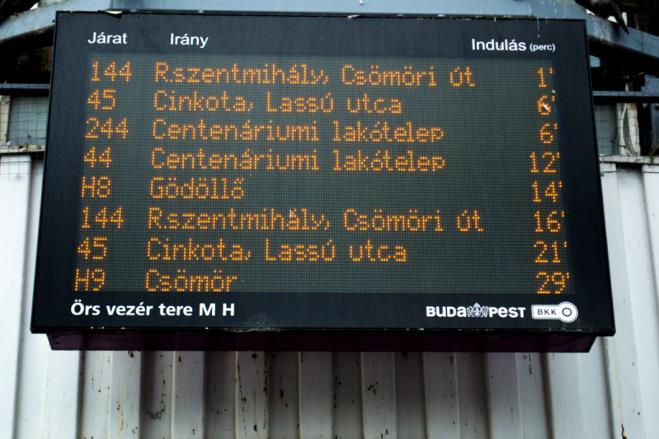 Járat Irány Indulás (perc)
144 R.szentmihály, Csömöri út 1'
45 Cinkota, Lassú utca 6'
244 Centenáriumi lakótelep 6'
44 Centenáriumi lakótelep 12'
H8 Gödöllő 14'
144 R.szentmihály, Csömöri út 16'
45 Cinkota, Lassú utca 21'
H9 Csömör 29'
Örs vezér tere M H BUDAPEST BKK